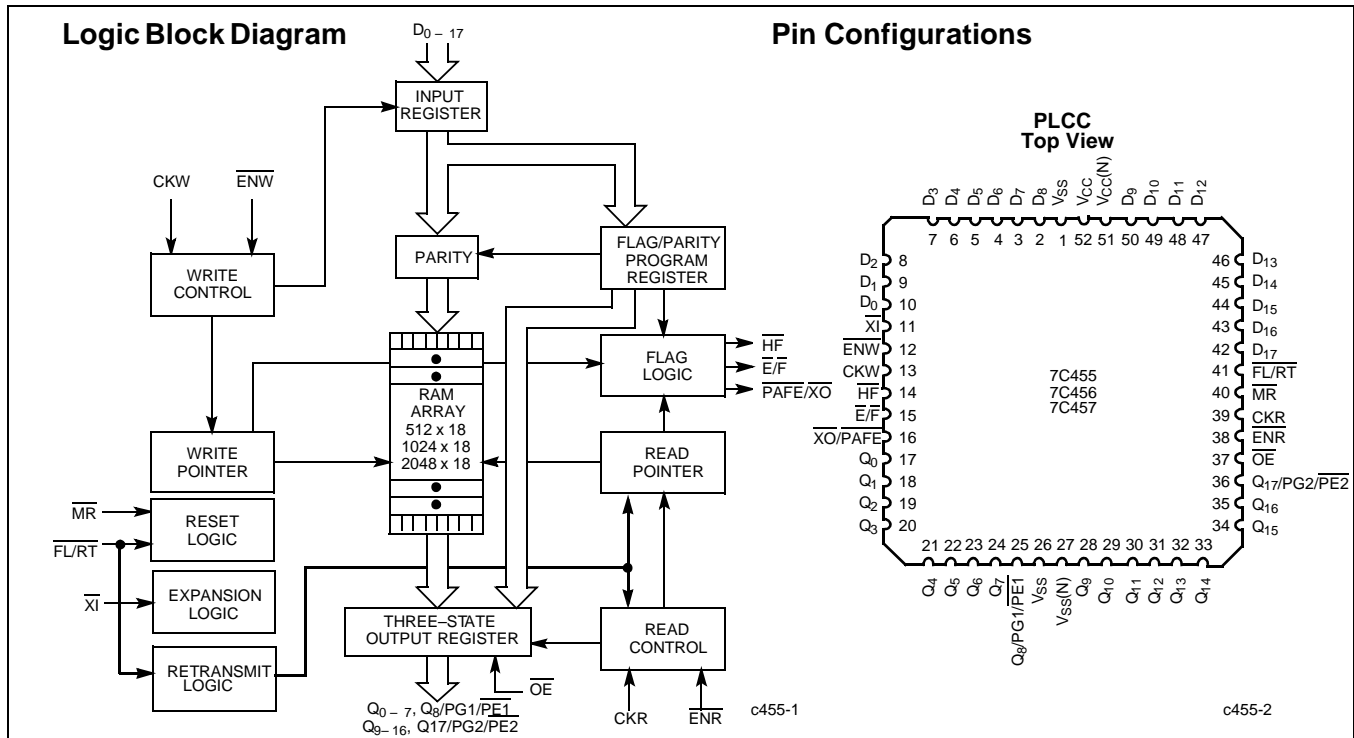 Logic Block Diagram
D0 – 17
INPUT
REGISTER
CKW
ENW
WRITE
CONTROL
PARITY
FLAG/PARITY
PROGRAM
REGISTER
FLAG
LOGIC
HF
E/F
PAFE/XO
RAM
ARRAY
512 x 18
1024 x 18
2048 x 18
WRITE
POINTER
READ
POINTER
MR
RESET
LOGIC
FL/RT
EXPANSION
LOGIC
XI
THREE–STATE
OUTPUT REGISTER
READ
CONTROL
RETRANSMIT
LOGIC
OE
Q0 – 7, Q8/PG1/PE1
Q9– 16, Q17/PG2/PE2
CKR
ENR
c455-1
Pin Configurations
PLCC
Top View
D3 D4 D5 D6 D7 D8 VSS VCC VCC(N) D9 D10 D11 D12
7 6 5 4 3 2 1 52 51 50 49 48 47
D2 8
D1 9
D0 10
XI 11
ENW 12
CKW 13
HF 14
E/F 15
XO/PAFE 16
Q0 17
Q1 18
Q2 19
Q3 20
7C455
7C456
7C457
46 D13
45 D14
44 D15
43 D16
42 D17
41 FL/RT
40 MR
39 CKR
38 ENR
37 OE
36 Q17/PG2/PE2
35 Q16
34 Q15
21 22 23 24 25 26 27 28 29 30 31 32 33
Q4 Q5 Q6 Q7 Q8/PG1/PE1 VSS VSS(N) Q9 Q10 Q11 Q12 Q13 Q14
c455-2